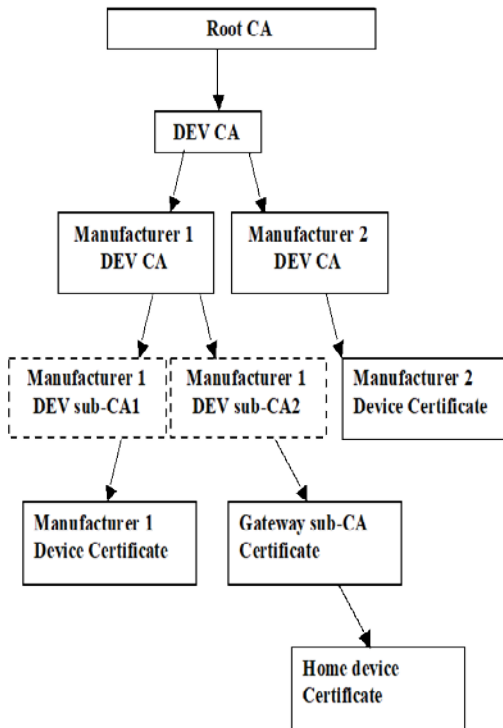 Root CA
DEV CA
Manufacturer 1
DEV CA
Manufacturer 2
DEV CA
Manufacturer 1
DEV sub-CA1
Manufacturer 1
DEV sub-CA2
Manufacturer 2
Device Certificate
Manufacturer 1
Device Certificate
Gateway sub-CA
Certificate
Home device
Certificate